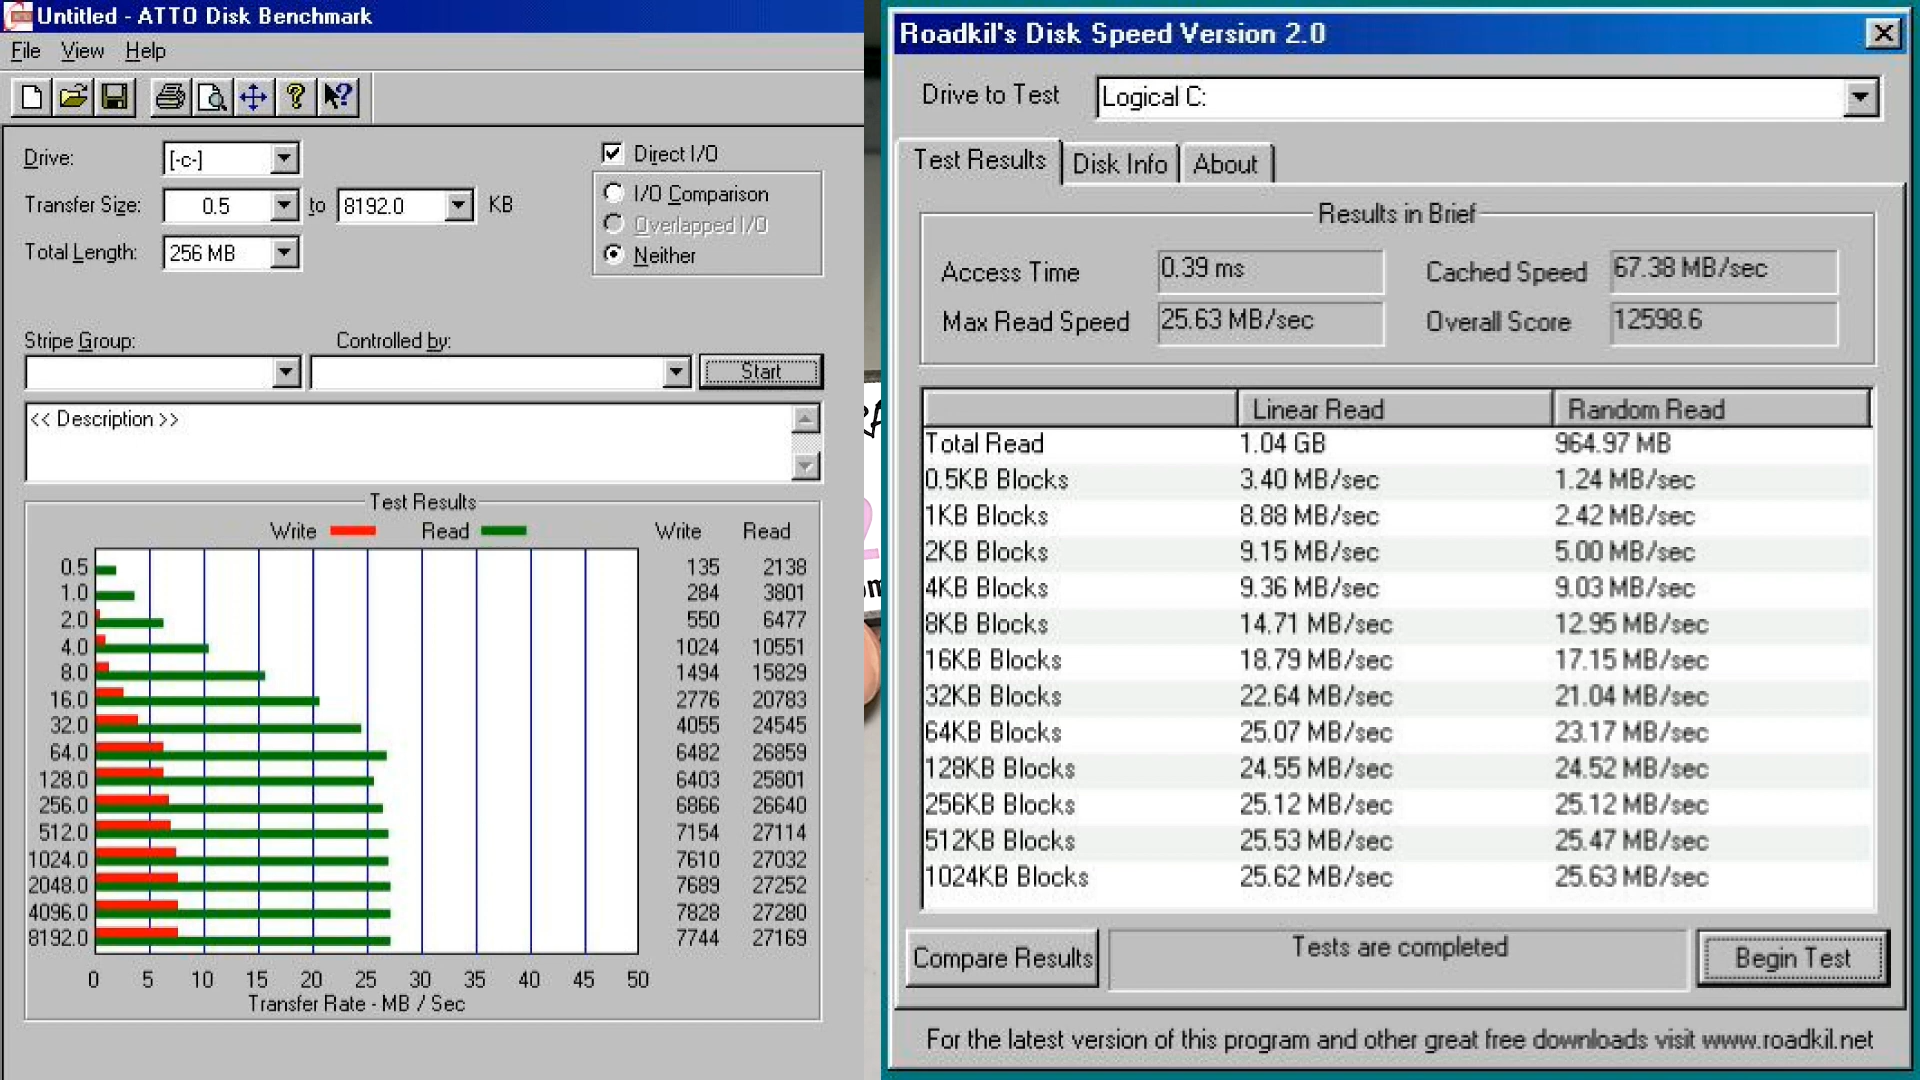 Untitled - ATTO Disk Benchmark
File View Help
Drive: [-c-]
Transfer Size: 0.5 to 8192.0 KB
Total Length: 256 MB
Direct I/O
I/O Comparison
Overlapped I/O
Neither
Stripe Group: Controlled by:
Start
<< Description >>
Test Results
Write Read Write Read
0.5 135 2138
1.0 284 3801
2.0 550 6477
4.0 1024 10551
8.0 1494 15829
16.0 2776 20783
32.0 4055 24545
64.0 6482 26859
128.0 6403 25801
256.0 6866 26640
512.0 7154 27114
1024.0 7610 27032
2048.0 7689 27252
4096.0 7828 27280
8192.0 7744 27169
0 5 10 15 20 25 30 35 40 45 50
Transfer Rate - MB / Sec
Roadkil's Disk Speed Version 2.0
Drive to Test Logical C:
Test Results Disk Info About
Results in Brief
Access Time 0.39 ms Cached Speed 67.38 MB/sec
Max Read Speed 25.63 MB/sec Overall Score 12598.6
Linear Read Random Read
Total Read 1.04 GB 964.97 MB
0.5KB Blocks 3.40 MB/sec 1.24 MB/sec
1KB Blocks 8.88 MB/sec 2.42 MB/sec
2KB Blocks 9.15 MB/sec 5.00 MB/sec
4KB Blocks 9.36 MB/sec 9.03 MB/sec
8KB Blocks 14.71 MB/sec 12.95 MB/sec
16KB Blocks 18.79 MB/sec 17.15 MB/sec
32KB Blocks 22.64 MB/sec 21.04 MB/sec
64KB Blocks 25.07 MB/sec 23.17 MB/sec
128KB Blocks 24.55 MB/sec 24.52 MB/sec
256KB Blocks 25.12 MB/sec 25.12 MB/sec
512KB Blocks 25.53 MB/sec 25.47 MB/sec
1024KB Blocks 25.62 MB/sec 25.63 MB/sec
Compare Results Tests are completed Begin Test
For the latest version of this program and other great free downloads visit www.roadkil.net